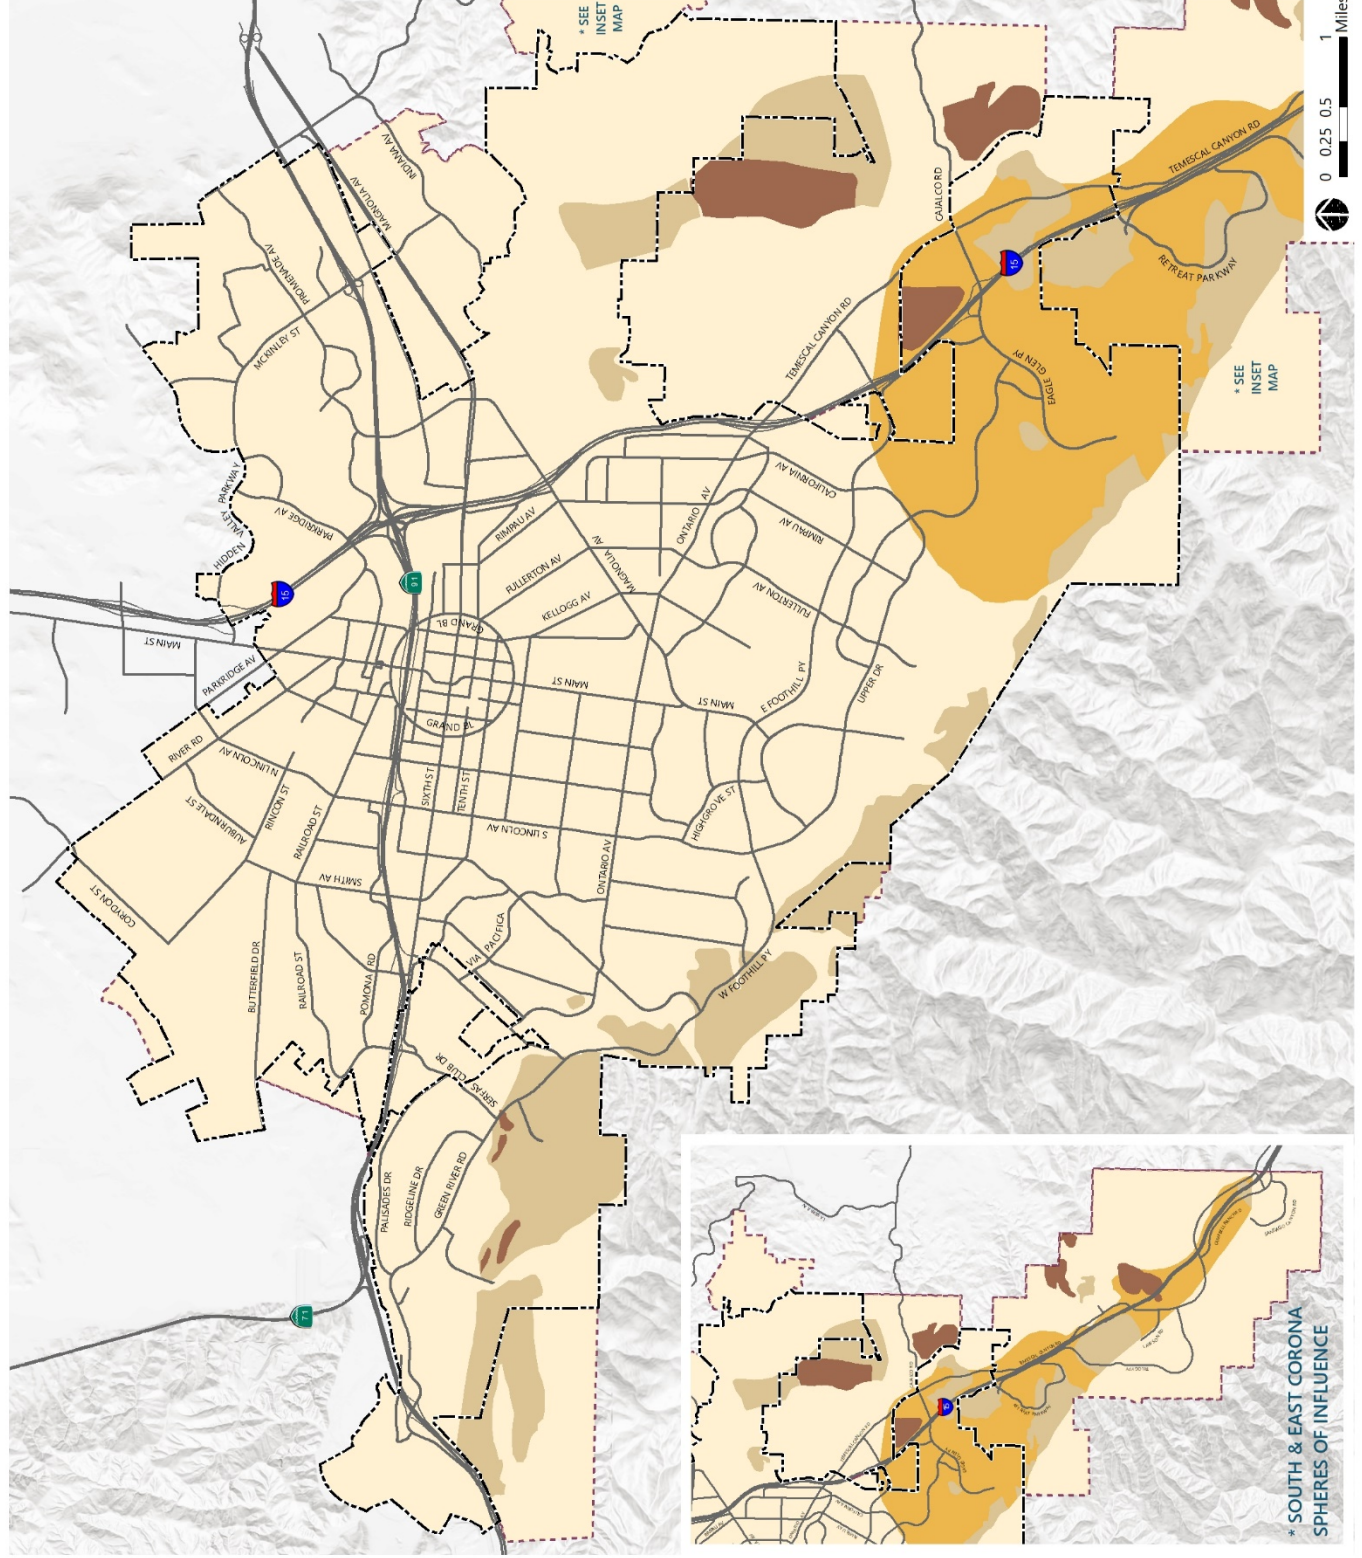 * SEE
INSET
MAP
INDIANA AV
MAGNOLIA AV
PROMENADE AV
MCKINLEY ST
HIDDEN
VALLEY PARKWAY
PARKRIDGE AV
15
91
MAIN ST
PARKRIDGE AV
RIVER RD
N LINCOLN AV
AUBURNDALE ST
RINCON ST
RAILROAD ST
CORYDON ST
SMITH AV
BUTTERFIELD DR
RAILROAD ST
POMONA RD
GRAND BL
GRAND BL
SIXTH ST
TENTH ST
RIMPAU AV
FULLERTON AV
KELLOGG AV
MAGNOLIA AV
ONTARIO AV
CALIFORNIA AV
RIMPAU AV
FULLERTON AV
MAIN ST
MAIN ST
E FOOTHILL PY
UPPER DR
HIGHGROVE ST
S LINCOLN AV
ONTARIO AV
VIA PACIFICA
W FOOTHILL PY
SERFAS CLUB DR
PALISADES DR
RIDGELINE DR
GREEN RIVER RD
71
CAJALCO RD
TEMESCAL CANYON RD
TEMESCAL CANYON RD
15
EAGLE GLEN PY
RETREAT PARKWAY
* SEE
INSET
MAP
0 0.25 0.5 1
Miles
15
* SOUTH & EAST CORONA
SPHERES OF INFLUENCE